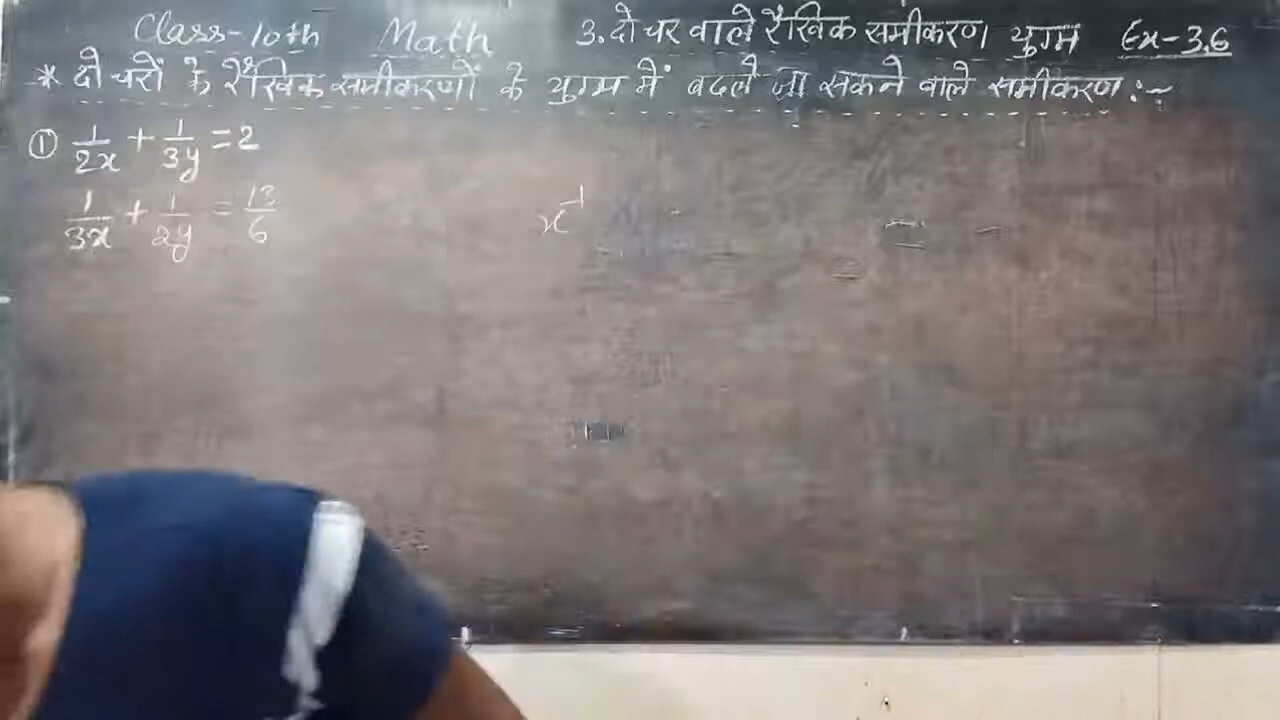 Class-10th Math 3. दो चर वाले रैखिक समीकरण युग्म Ex-3.6
* दो चरों के रैखिक समीकरणों के युग्म में बदले जा सकने वाले समीकरण :~
① 1/2x + 1/3y = 2
1/3x + 1/2y = 13/6
x⁻¹